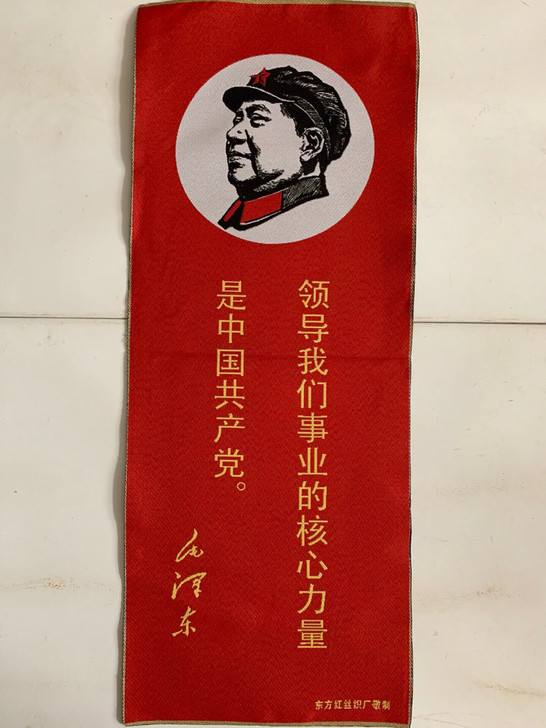 领导我们事业的核心力量
是中国共产党。
毛泽东
东方红丝织厂敬制